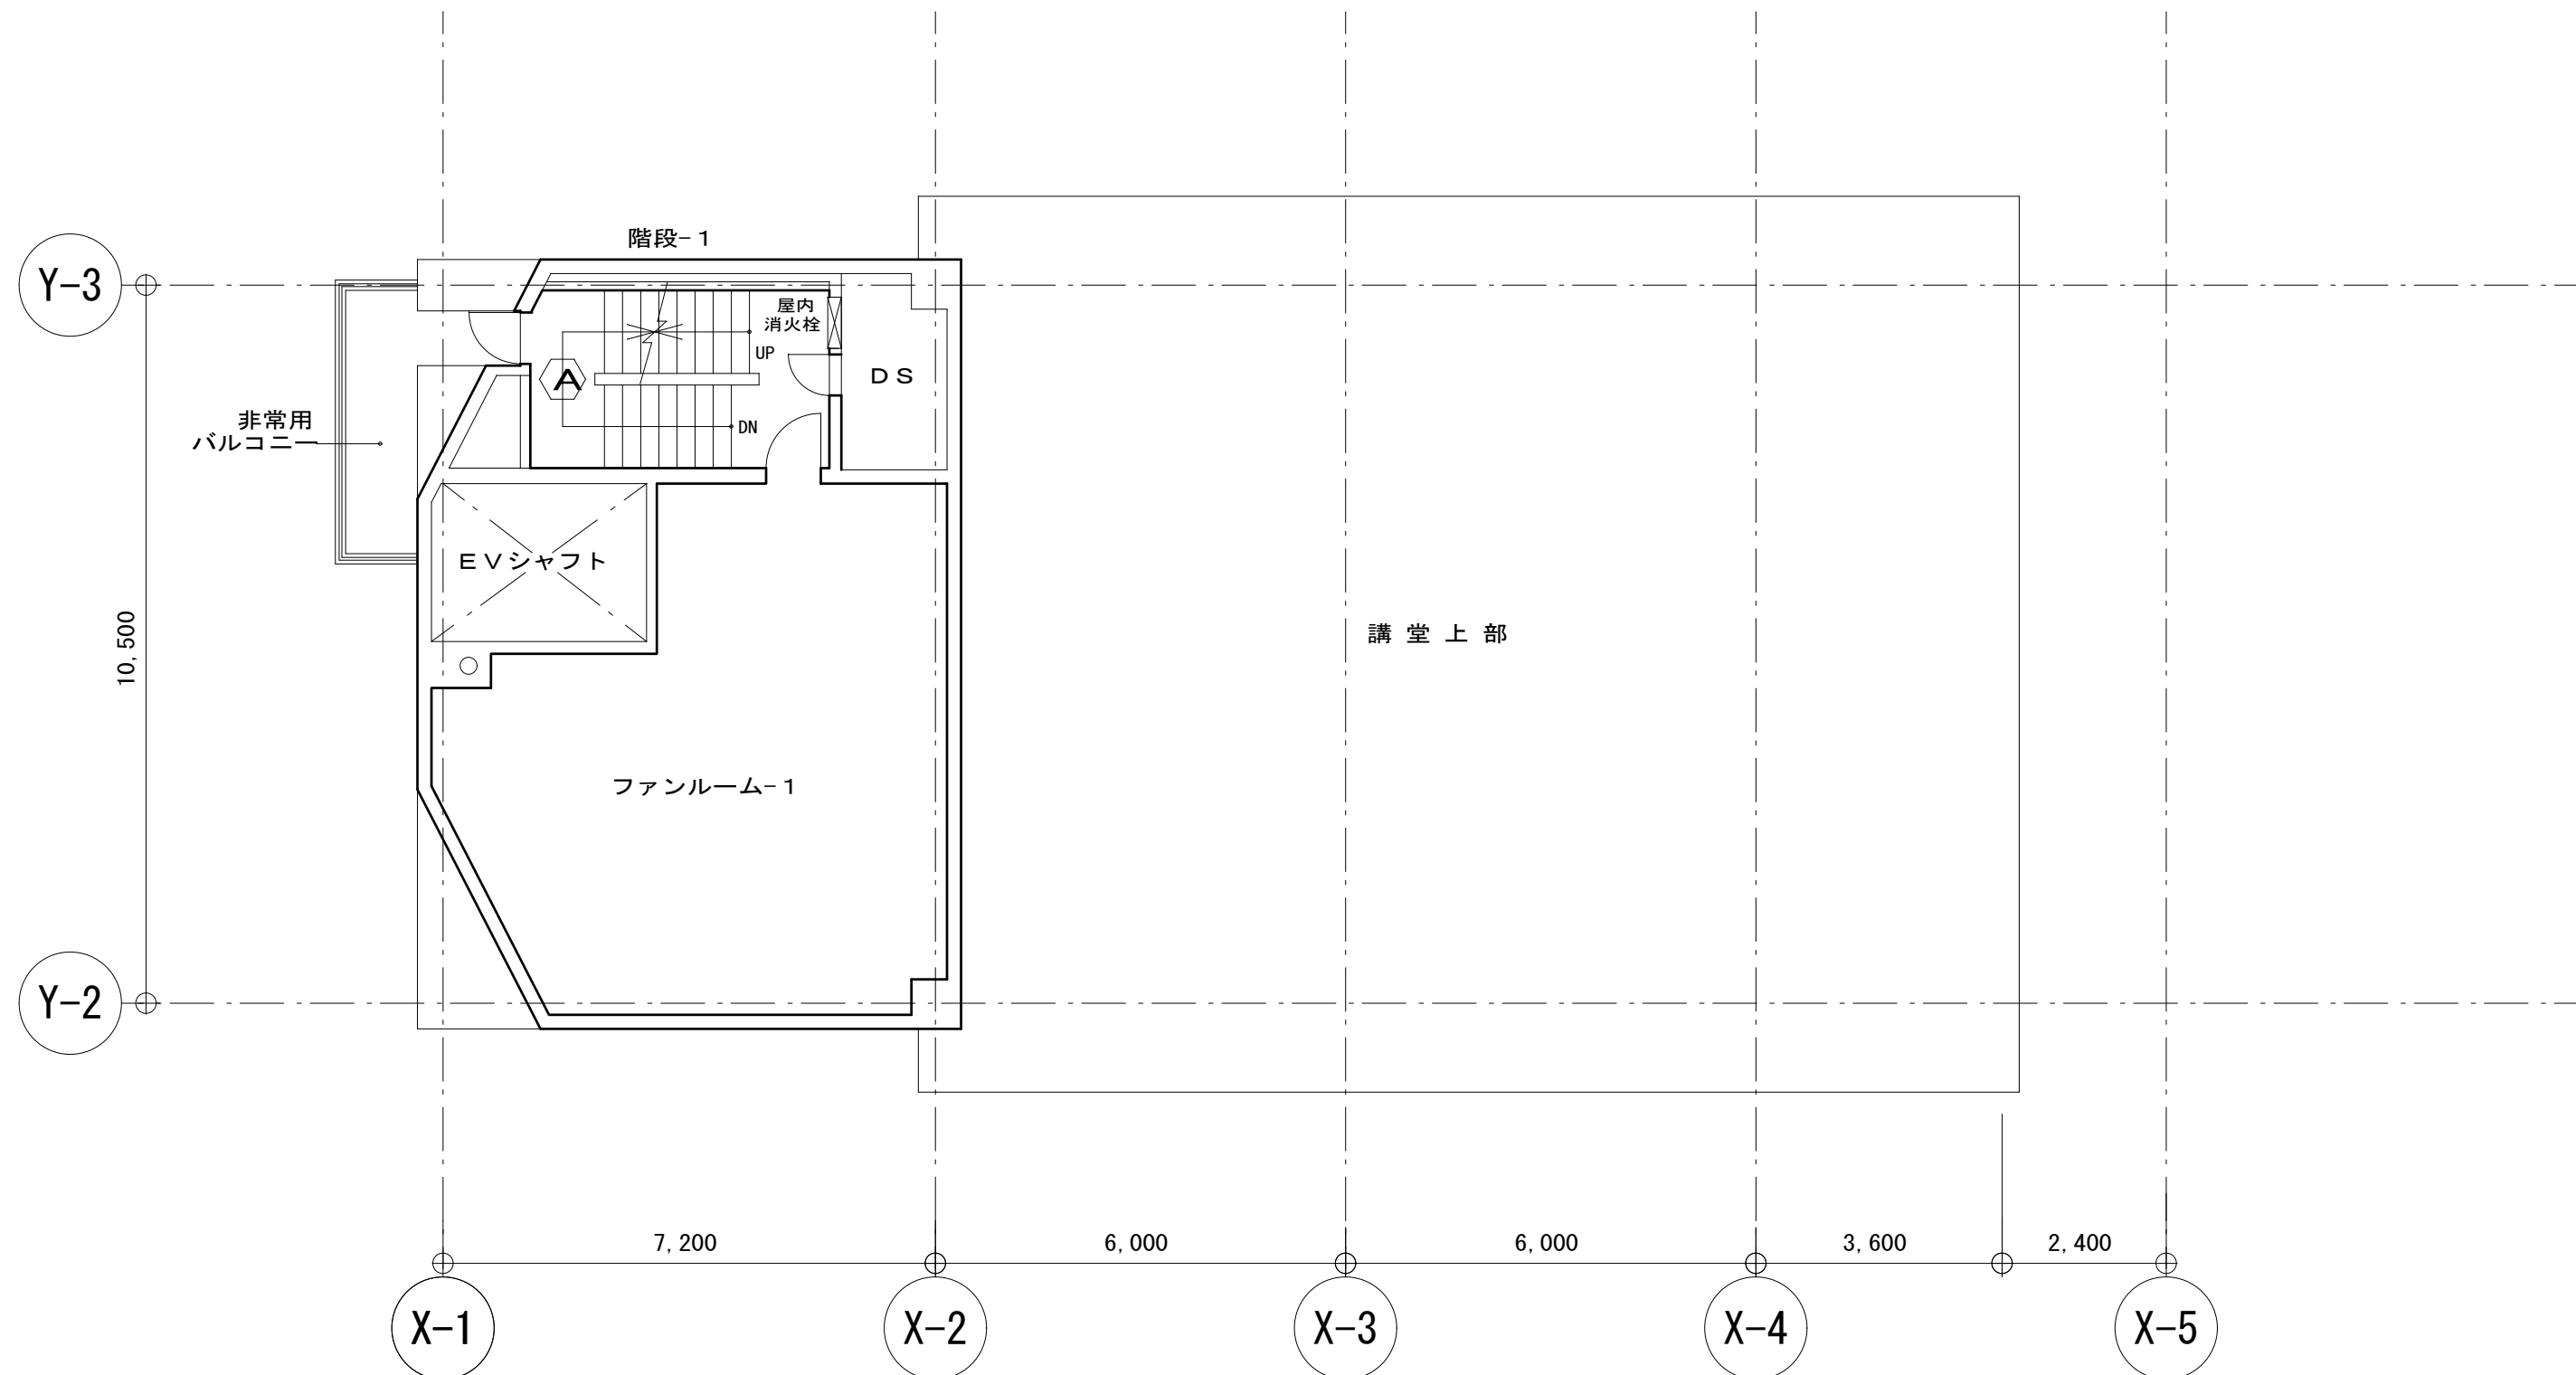 階段-1
Y-3
屋内
消火栓
UP
DS
A
非常用
バルコニー
DN
EVシャフト
10,500
講堂上部
ファンルーム-1
Y-2
7,200
6,000
6,000
3,600
2,400
X-1
X-2
X-3
X-4
X-5